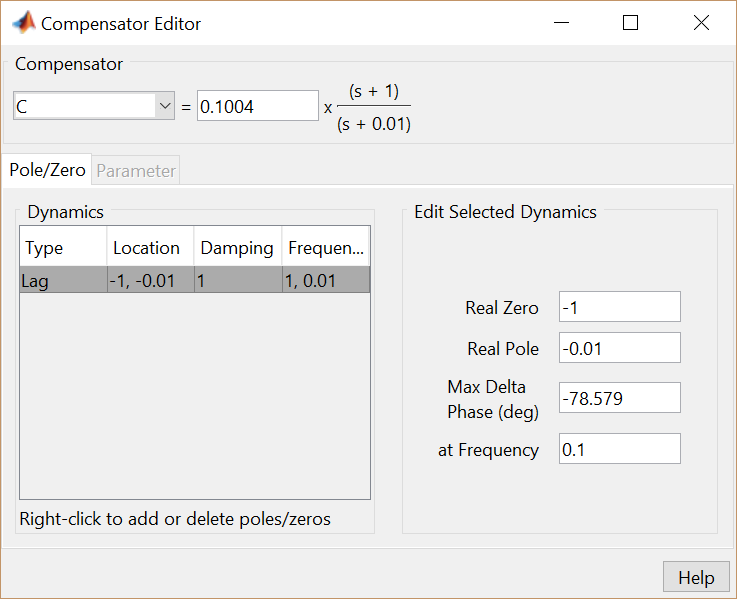 Compensator Editor
Compensator
C = 0.1004 x (s + 1)
(s + 0.01)
Pole/Zero Parameter
Dynamics
Type Location Damping Frequen...
Lag -1, -0.01 1 1, 0.01
Right-click to add or delete poles/zeros
Edit Selected Dynamics
Real Zero -1
Real Pole -0.01
Max Delta
Phase (deg) -78.579
at Frequency 0.1
Help